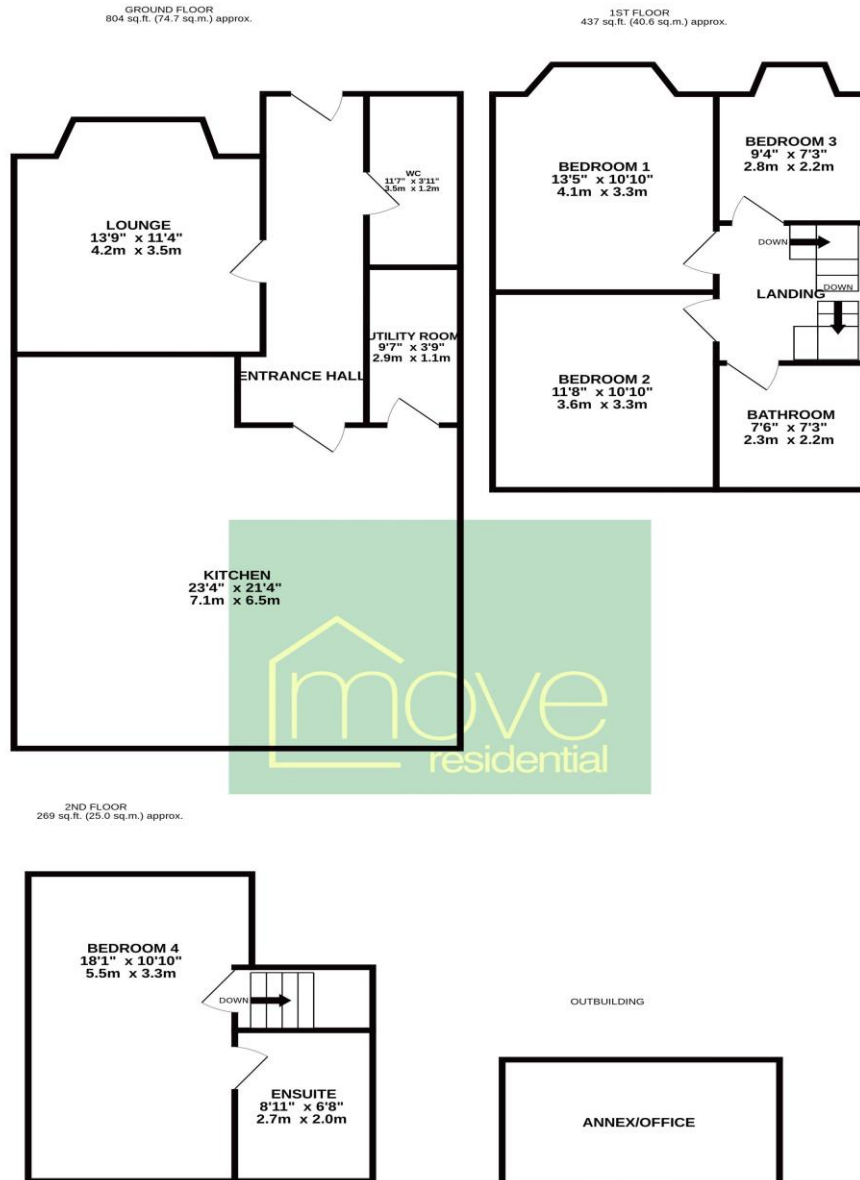 GROUND FLOOR
804 sq.ft. (74.7 sq.m.) approx.
WC
11'7" x 3'11"
3.5m x 1.2m
LOUNGE
13'9" x 11'4"
4.2m x 3.5m
UTILITY ROOM
9'7" x 3'9"
2.9m x 1.1m
ENTRANCE HALL
KITCHEN
23'4" x 21'4"
7.1m x 6.5m
1ST FLOOR
437 sq.ft. (40.6 sq.m.) approx.
BEDROOM 1
13'5" x 10'10"
4.1m x 3.3m
BEDROOM 3
9'4" x 7'3"
2.8m x 2.2m
DOWN
DOWN
LANDING
BEDROOM 2
11'8" x 10'10"
3.6m x 3.3m
BATHROOM
7'6" x 7'3"
2.3m x 2.2m
move
residential
2ND FLOOR
269 sq.ft. (25.0 sq.m.) approx.
BEDROOM 4
18'1" x 10'10"
5.5m x 3.3m
DOWN
ENSUITE
8'11" x 6'8"
2.7m x 2.0m
OUTBUILDING
ANNEX/OFFICE